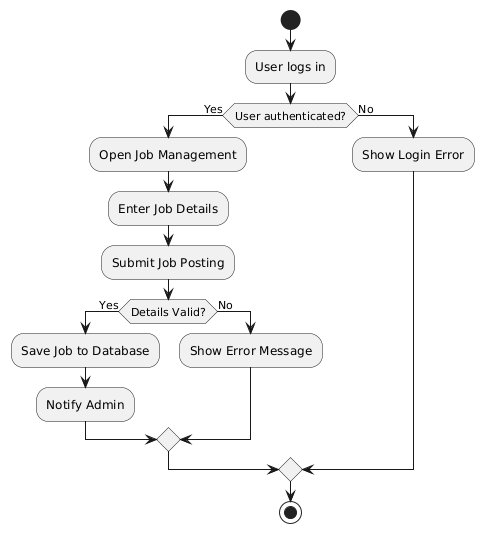 User logs in
Yes
User authenticated?
No
Open Job Management
Show Login Error
Enter Job Details
Submit Job Posting
Yes
Details Valid?
No
Save Job to Database
Show Error Message
Notify Admin